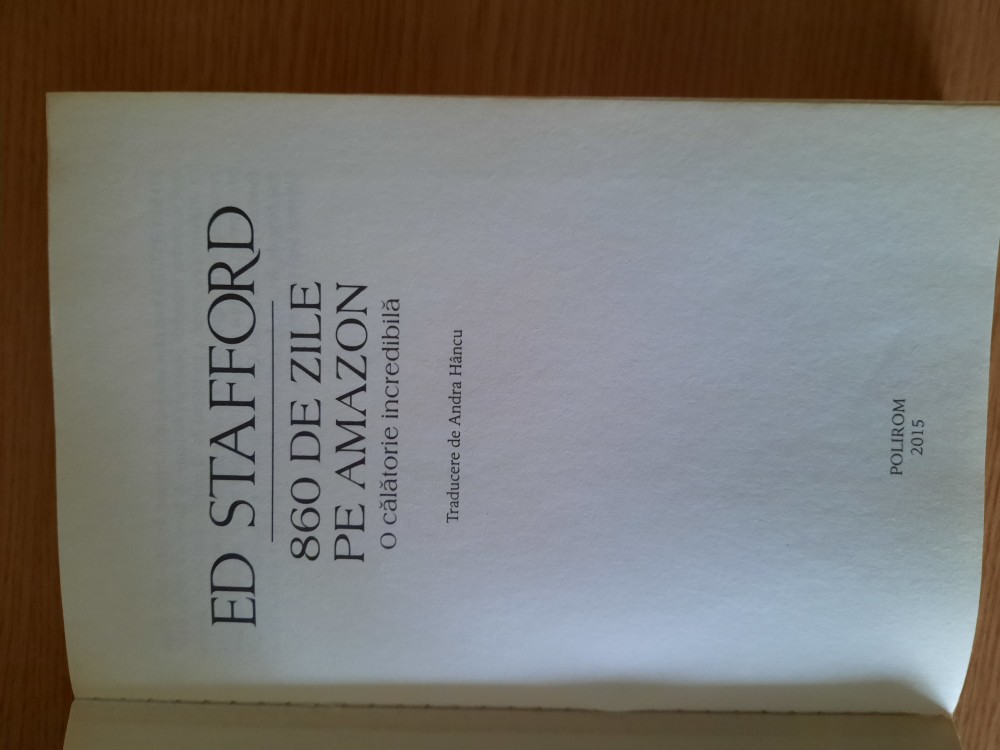 ED STAFFORD
860 DE ZILE
PE AMAZON
O călătorie incredibilă
Traducere de Andra Hâncu
POLIROM
2015